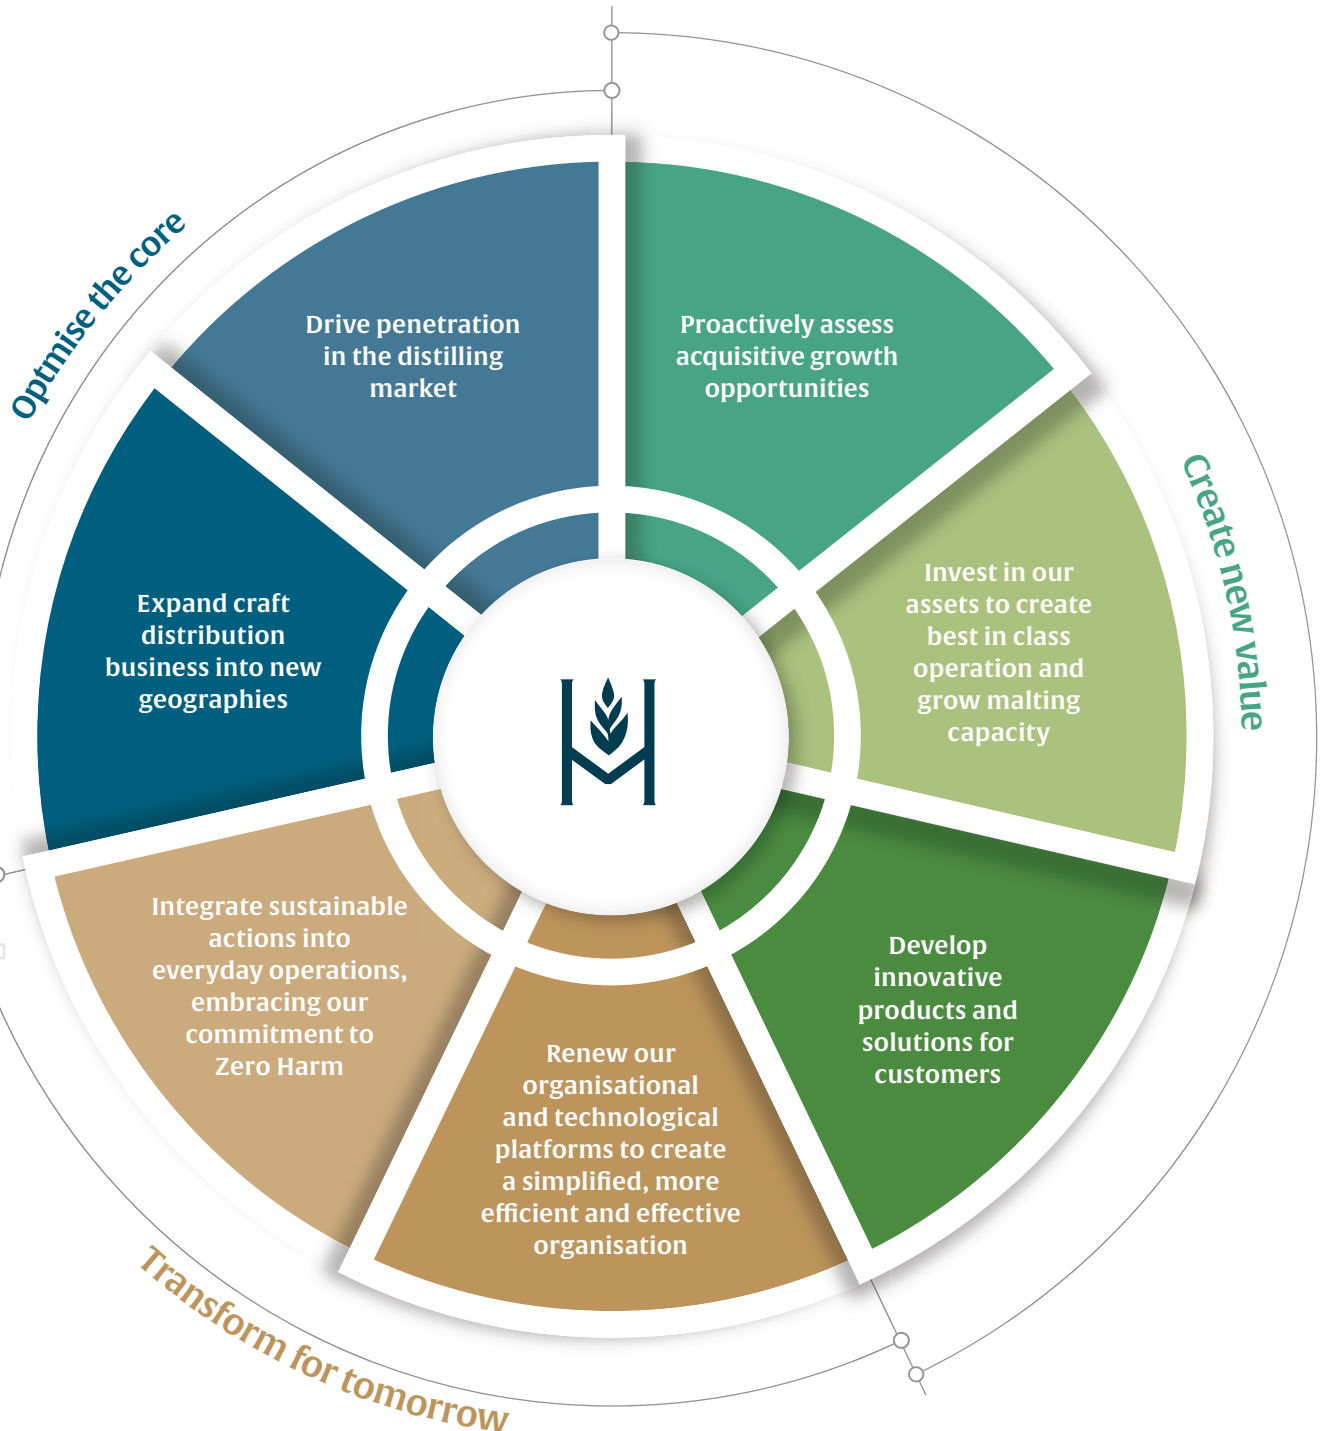 Optmise the core
Drive penetration
in the distilling
market
Proactively assess
acquisitive growth
opportunities
Create new value
Invest in our
assets to create
best in class
operation and
grow malting
capacity
Develop
innovative
products and
solutions for
customers
Renew our
organisational
and technological
platforms to create
a simplified, more
efficient and effective
organisation
Transform for tomorrow
Integrate sustainable
actions into
everyday operations,
embracing our
commitment to
Zero Harm
Expand craft
distribution
business into new
geographies